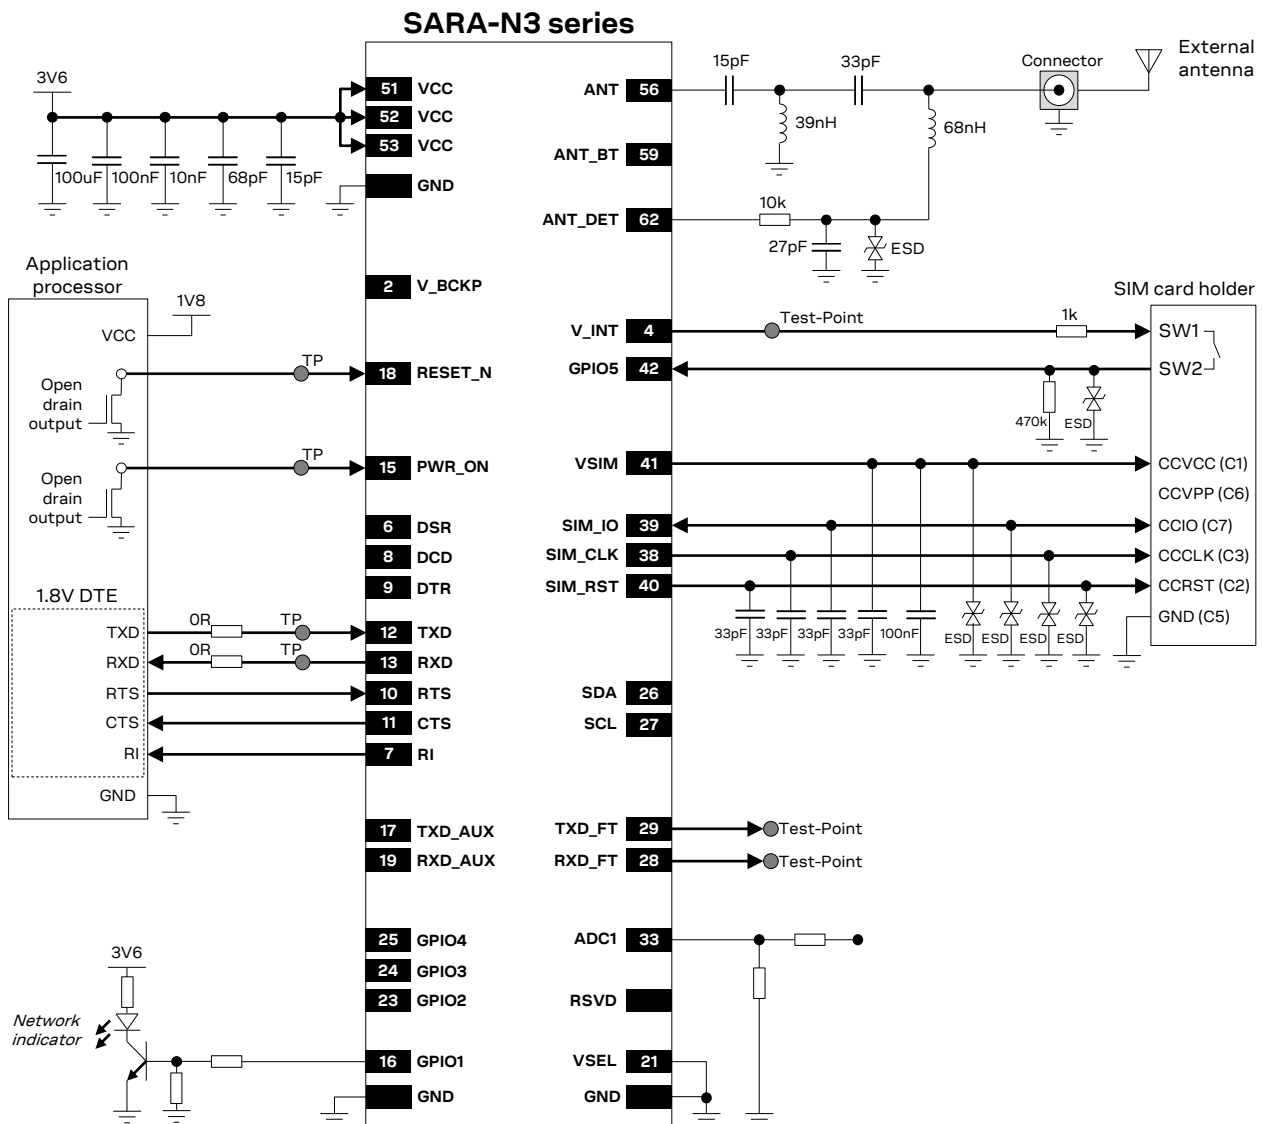 SARA-N3 series
3V6
100uF 100nF 10nF 68pF 15pF
51 VCC
52 VCC
53 VCC
GND
2 V_BCKP
Application
processor
VCC
1V8
Open
drain
output
TP
18 RESET_N
Open
drain
output
TP
15 PWR_ON
6 DSR
8 DCD
9 DTR
1.8V DTE
TXD 0R TP 12 TXD
RXD 0R TP 13 RXD
RTS 10 RTS
CTS 11 CTS
RI 7 RI
GND
17 TXD_AUX
19 RXD_AUX
25 GPIO4
24 GPIO3
23 GPIO2
3V6
Network
indicator
16 GPIO1
GND
ANT 56
15pF
33pF
Connector
External
antenna
39nH
68nH
ANT_BT 59
ANT_DET 62
10k
27pF
ESD
SIM card holder
V_INT 4 Test-Point 1k SW1
GPIO5 42 SW2
470k ESD
VSIM 41 CCVCC (C1)
CCVPP (C6)
SIM_IO 39 CCIO (C7)
SIM_CLK 38 CCCLK (C3)
SIM_RST 40 CCRST (C2)
GND (C5)
33pF 33pF 33pF 33pF 100nF ESD ESD ESD ESD
SDA 26
SCL 27
TXD_FT 29 Test-Point
RXD_FT 28 Test-Point
ADC1 33
RSVD
VSEL 21
GND